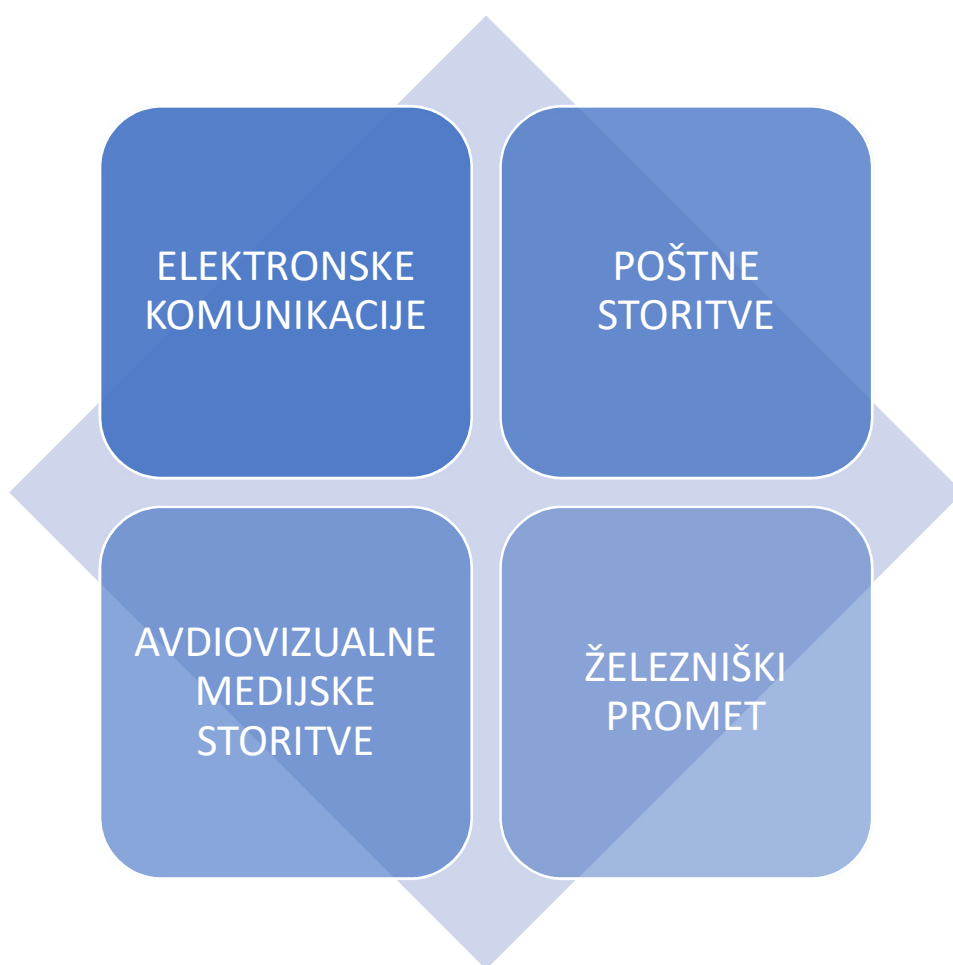 ELEKTRONSKE
KOMUNIKACIJE
POŠTNE
STORITVE
AVDIOVIZUALNE
MEDIJSKE
STORITVE
ŽELEZNIŠKI
PROMET